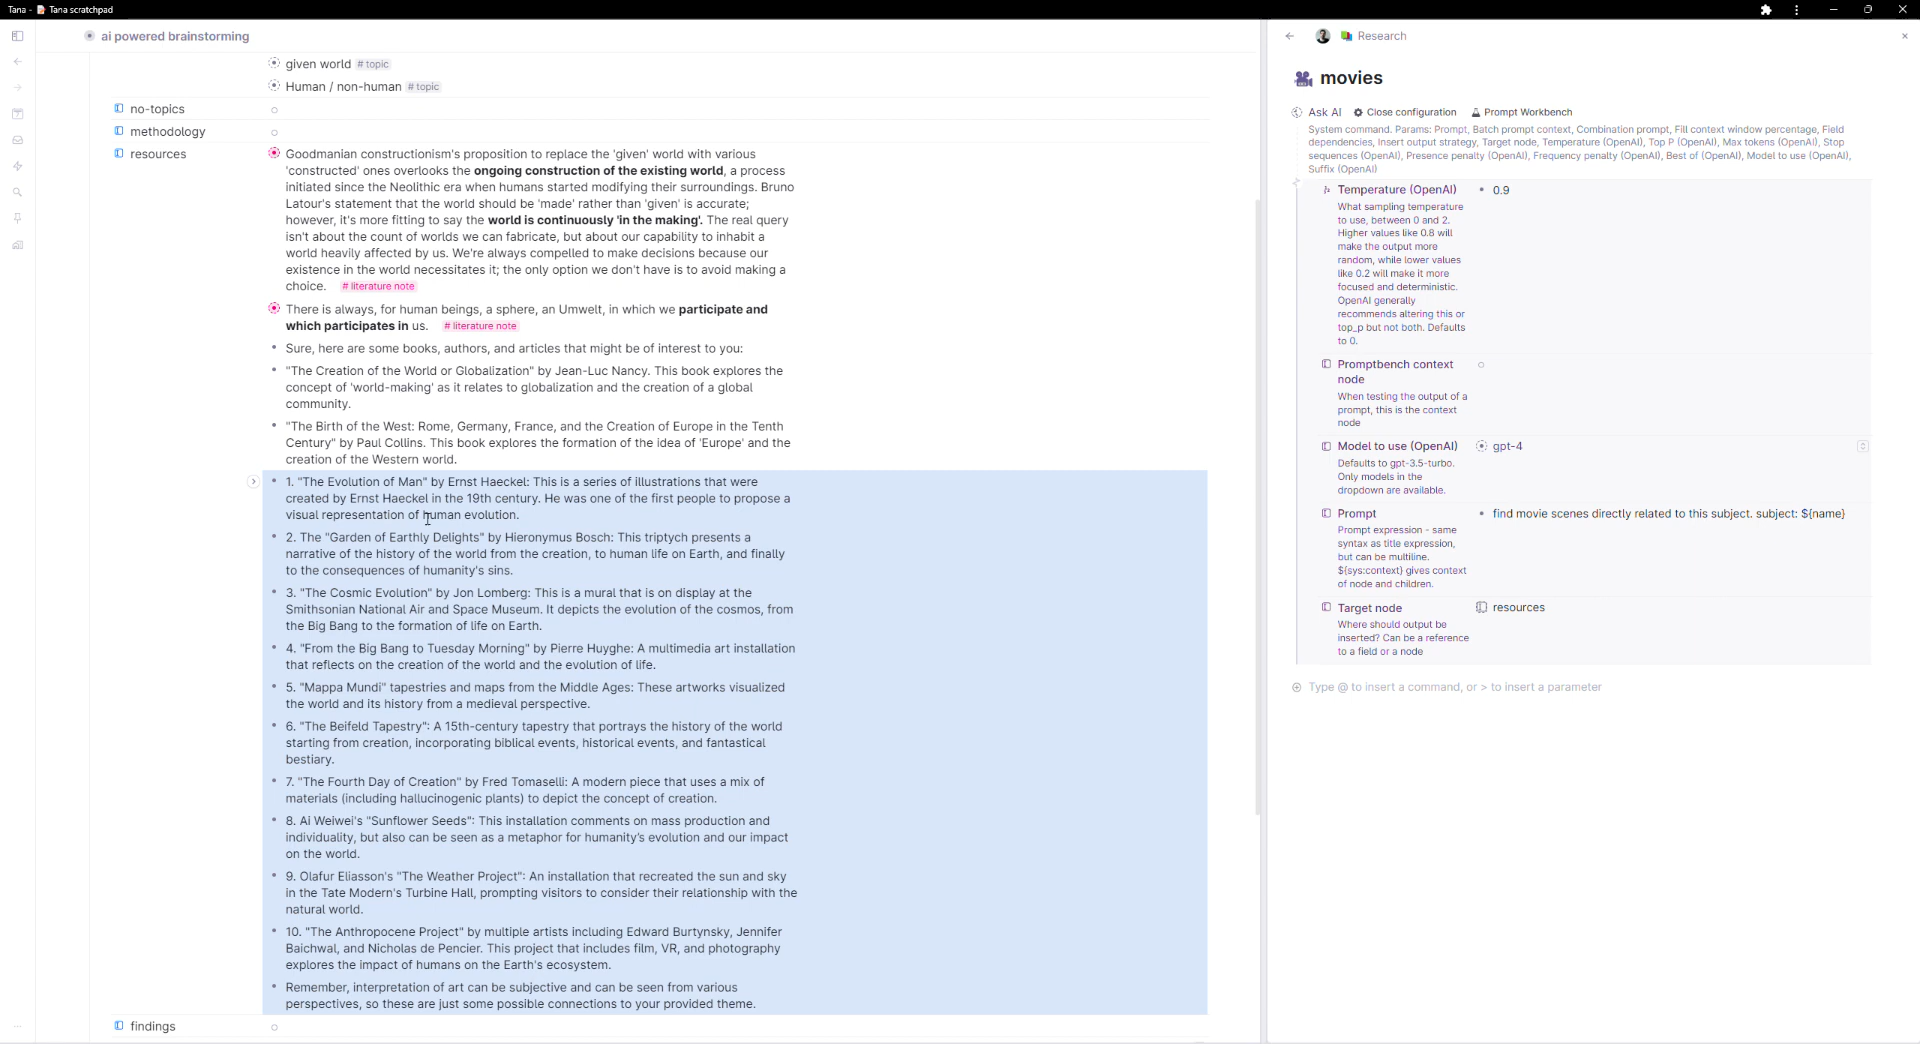 Tana - Tana scratchpad
ai powered brainstorming
given world # topic
Human / non-human # topic
no-topics
methodology
resources
Goodmanian constructionism's proposition to replace the 'given' world with various
'constructed' ones overlooks the ongoing construction of the existing world, a process
initiated since the Neolithic era when humans started modifying their surroundings. Bruno
Latour's statement that the world should be 'made' rather than 'given' is accurate;
however, it's more fitting to say the world is continuously 'in the making'. The real query
isn't about the count of worlds we can fabricate, but about our capability to inhabit a
world heavily affected by us. We're always compelled to make decisions because our
existence in the world necessitates it; the only option we don't have is to avoid making a
choice. # literature note
There is always, for human beings, a sphere, an Umwelt, in which we participate and
which participates in us. # literature note
Sure, here are some books, authors, and articles that might be of interest to you:
"The Creation of the World or Globalization" by Jean-Luc Nancy. This book explores the
concept of 'world-making' as it relates to globalization and the creation of a global
community.
"The Birth of the West: Rome, Germany, France, and the Creation of Europe in the Tenth
Century" by Paul Collins. This book explores the formation of the idea of 'Europe' and the
creation of the Western world.
1. "The Evolution of Man" by Ernst Haeckel: This is a series of illustrations that were
created by Ernst Haeckel in the 19th century. He was one of the first people to propose a
visual representation of human evolution.
2. The "Garden of Earthly Delights" by Hieronymus Bosch: This triptych presents a
narrative of the history of the world from the creation, to human life on Earth, and finally
to the consequences of humanity's sins.
3. "The Cosmic Evolution" by Jon Lomberg: This is a mural that is on display at the
Smithsonian National Air and Space Museum. It depicts the evolution of the cosmos, from
the Big Bang to the formation of life on Earth.
4. "From the Big Bang to Tuesday Morning" by Pierre Huyghe: A multimedia art installation
that reflects on the creation of the world and the evolution of life.
5. "Mappa Mundi" tapestries and maps from the Middle Ages: These artworks visualized
the world and its history from a medieval perspective.
6. "The Beifeld Tapestry": A 15th-century tapestry that portrays the history of the world
starting from creation, incorporating biblical events, historical events, and fantastical
bestiary.
7. "The Fourth Day of Creation" by Fred Tomaselli: A modern piece that uses a mix of
materials (including hallucinogenic plants) to depict the concept of creation.
8. Ai Weiwei's "Sunflower Seeds": This installation comments on mass production and
individuality, but also can be seen as a metaphor for humanity's evolution and our impact
on the world.
9. Olafur Eliasson's "The Weather Project": An installation that recreated the sun and sky
in the Tate Modern's Turbine Hall, prompting visitors to consider their relationship with the
natural world.
10. "The Anthropocene Project" by multiple artists including Edward Burtynsky, Jennifer
Baichwal, and Nicholas de Pencier. This project that includes film, VR, and photography
explores the impact of humans on the Earth's ecosystem.
Remember, interpretation of art can be subjective and can be seen from various
perspectives, so these are just some possible connections to your provided theme.
findings
Research
movies
Ask AI Close configuration Prompt Workbench
System command. Params: Prompt, Batch prompt context, Combination prompt, Fill context window percentage, Field
dependencies, Insert output strategy, Target node, Temperature (OpenAI), Top P (OpenAI), Max tokens (OpenAI), Stop
sequences (OpenAI), Presence penalty (OpenAI), Frequency penalty (OpenAI), Best of (OpenAI), Model to use (OpenAI),
Suffix (OpenAI)
Temperature (OpenAI) 0.9
What sampling temperature
to use, between 0 and 2.
Higher values like 0.8 will
make the output more
random, while lower values
like 0.2 will make it more
focused and deterministic.
OpenAI generally
recommends altering this or
top_p but not both. Defaults
to 0.
Promptbench context
node
When testing the output of a
prompt, this is the context
node
Model to use (OpenAI) gpt-4
Defaults to gpt-3.5-turbo.
Only models in the
dropdown are available.
Prompt find movie scenes directly related to this subject. subject: ${name}
Prompt expression - same
syntax as title expression,
but can be multiline.
${sys:context} gives context
of node and children.
Target node resources
Where should output be
inserted? Can be a reference
to a field or a node
Type @ to insert a command, or > to insert a parameter